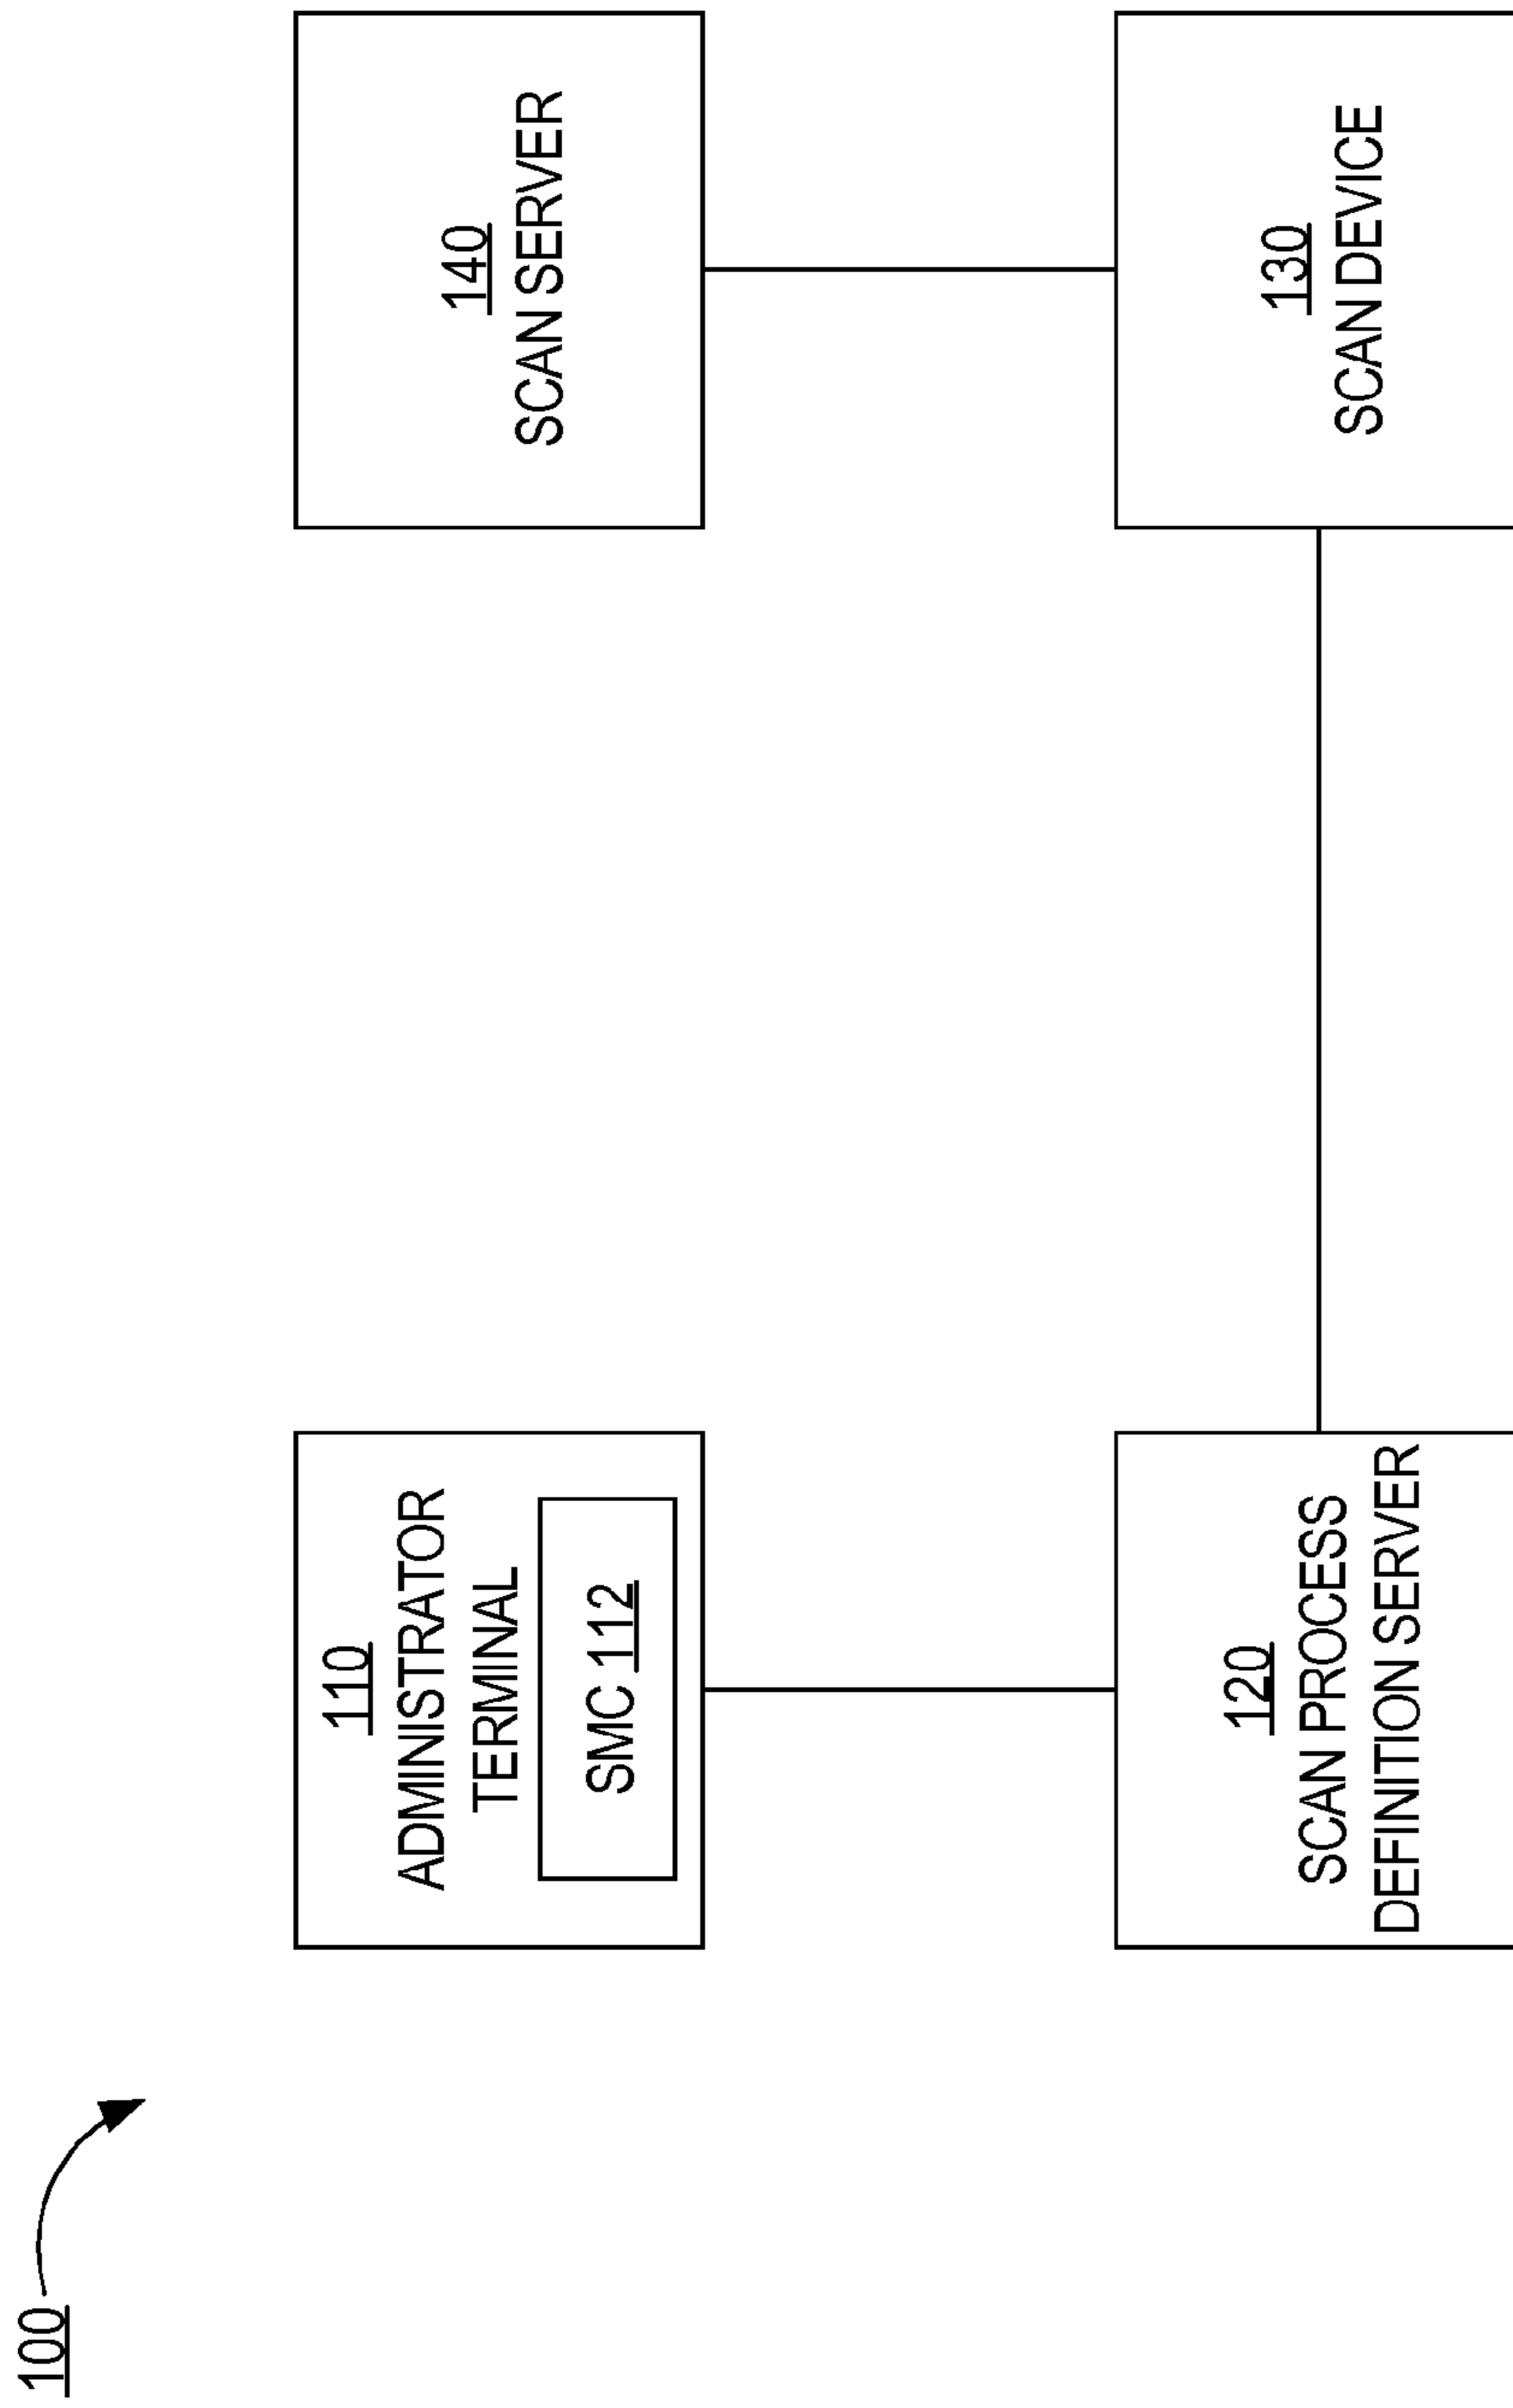 100
110
ADMINISTRATOR
TERMINAL
SMC 112
140
SCAN SERVER
120
SCAN PROCESS
DEFINITION SERVER
130
SCAN DEVICE